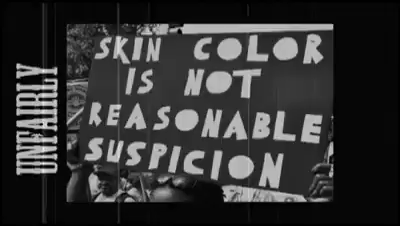 UNFAIRLY
SKIN COLOR
IS NOT
REASONABLE
SUSPICION